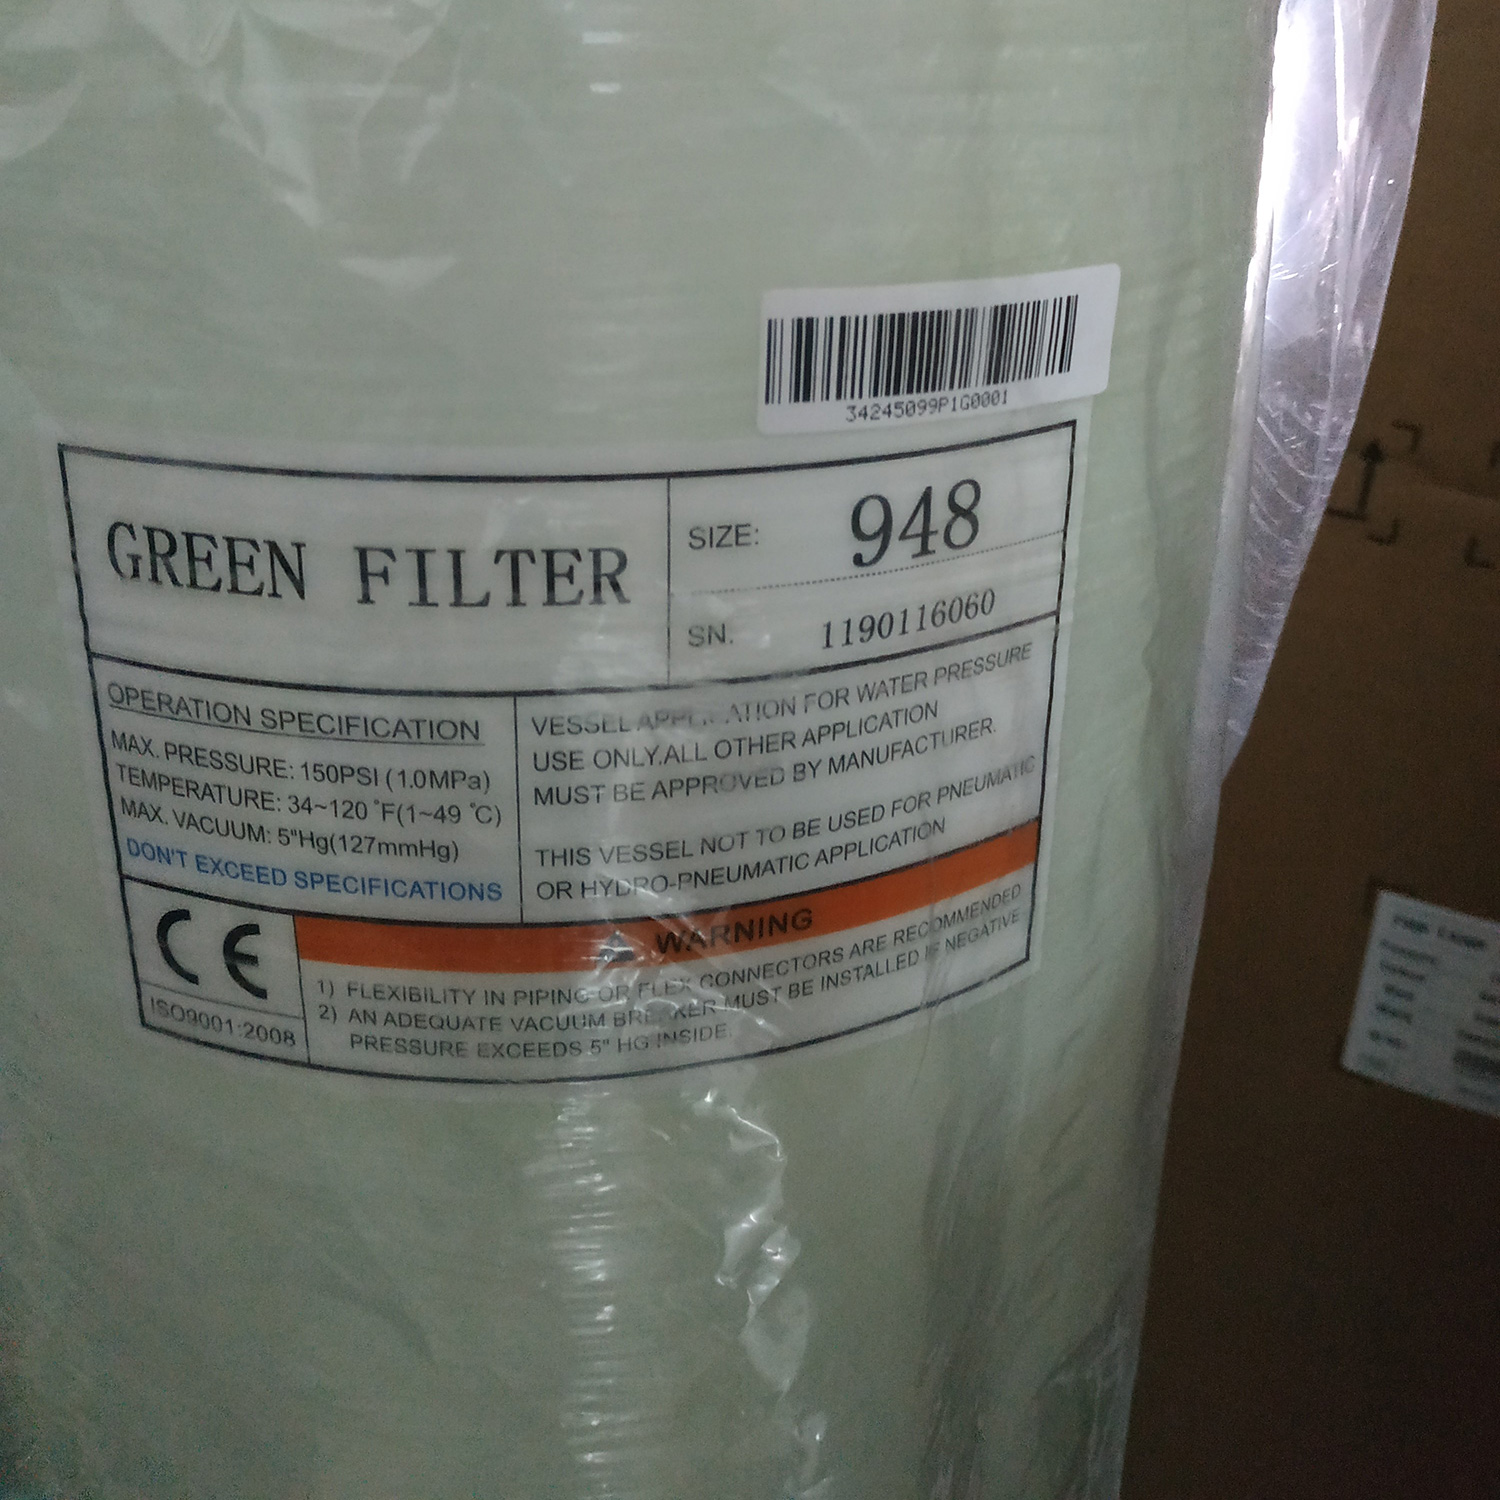 34245099P1G0001
GREEN FILTER
SIZE: 948
SN. 1190116060
OPERATION SPECIFICATION
MAX. PRESSURE: 150PSI (1.0MPa)
TEMPERATURE: 34~120 °F(1~49 °C)
MAX. VACUUM: 5"Hg(127mmHg)
DON'T EXCEED SPECIFICATIONS
VESSEL APPLICATION FOR WATER PRESSURE
USE ONLY.ALL OTHER APPLICATION
MUST BE APPROVED BY MANUFACTURER.
THIS VESSEL NOT TO BE USED FOR PNEUMATIC
OR HYDRO-PNEUMATIC APPLICATION
CE
ISO9001:2008
WARNING
1) FLEXIBILITY IN PIPING OR FLEX CONNECTORS ARE RECOMMENDED
2) AN ADEQUATE VACUUM BREAKER MUST BE INSTALLED IF NEGATIVE
PRESSURE EXCEEDS 5" HG INSIDE.